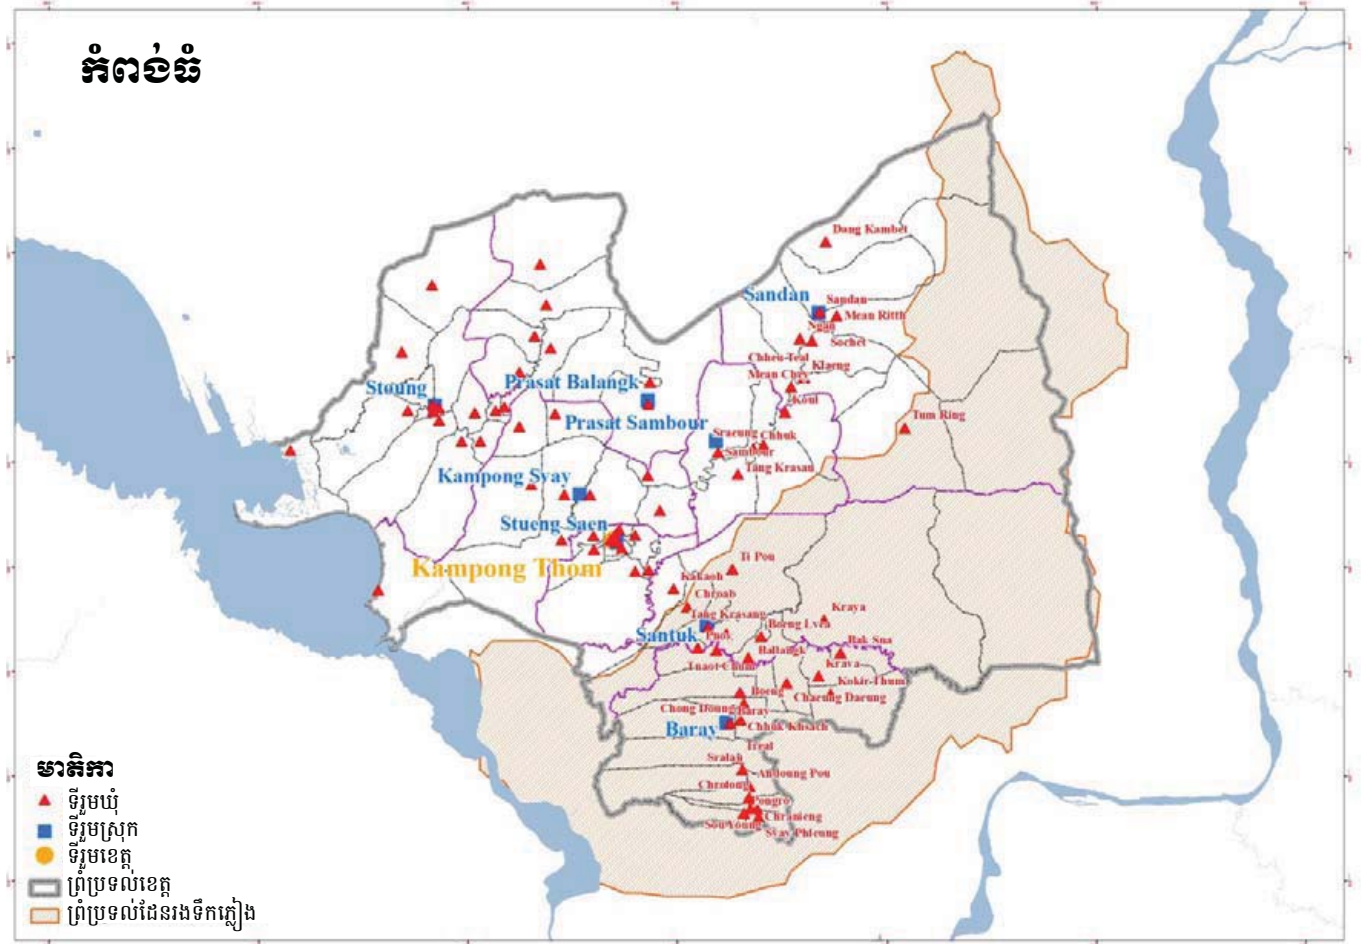 កំពង់ធំ
Dang Kambet
Sandan
Sandan
Mean Ritth
Ngan
Sochet
Chheu Teal
Klaeng
Mean Chey
Koul
Stoung
Prasat Balangk
Prasat Sambour
Tum Ring
Sraeung
Chhuk
Sambour
Tang Krasau
Kampong Svay
Stueng Saen
Kampong Thom
Ti Pou
Kakaoh
Chroab
Tang Krasang
Kraya
Boeng Lvea
Santuk
Pnov
Bak Sna
Tnaot Chum
Ballangk
Krava
Kokir Thum
Boeng
Chaeung Daeung
Chong Doung
Baray
Baray
Chhuk Khsach
Treal
Sralau
Andoung Pou
Chrolong
Pongro
Chranieng
Sou Young
Svay Phleung
មាតិកា
ទីរួមឃុំ
ទីរួមស្រុក
ទីរួមខេត្ត
ព្រំប្រទល់ខេត្ត
ព្រំប្រទល់ដែនរងទឹកភ្លៀង